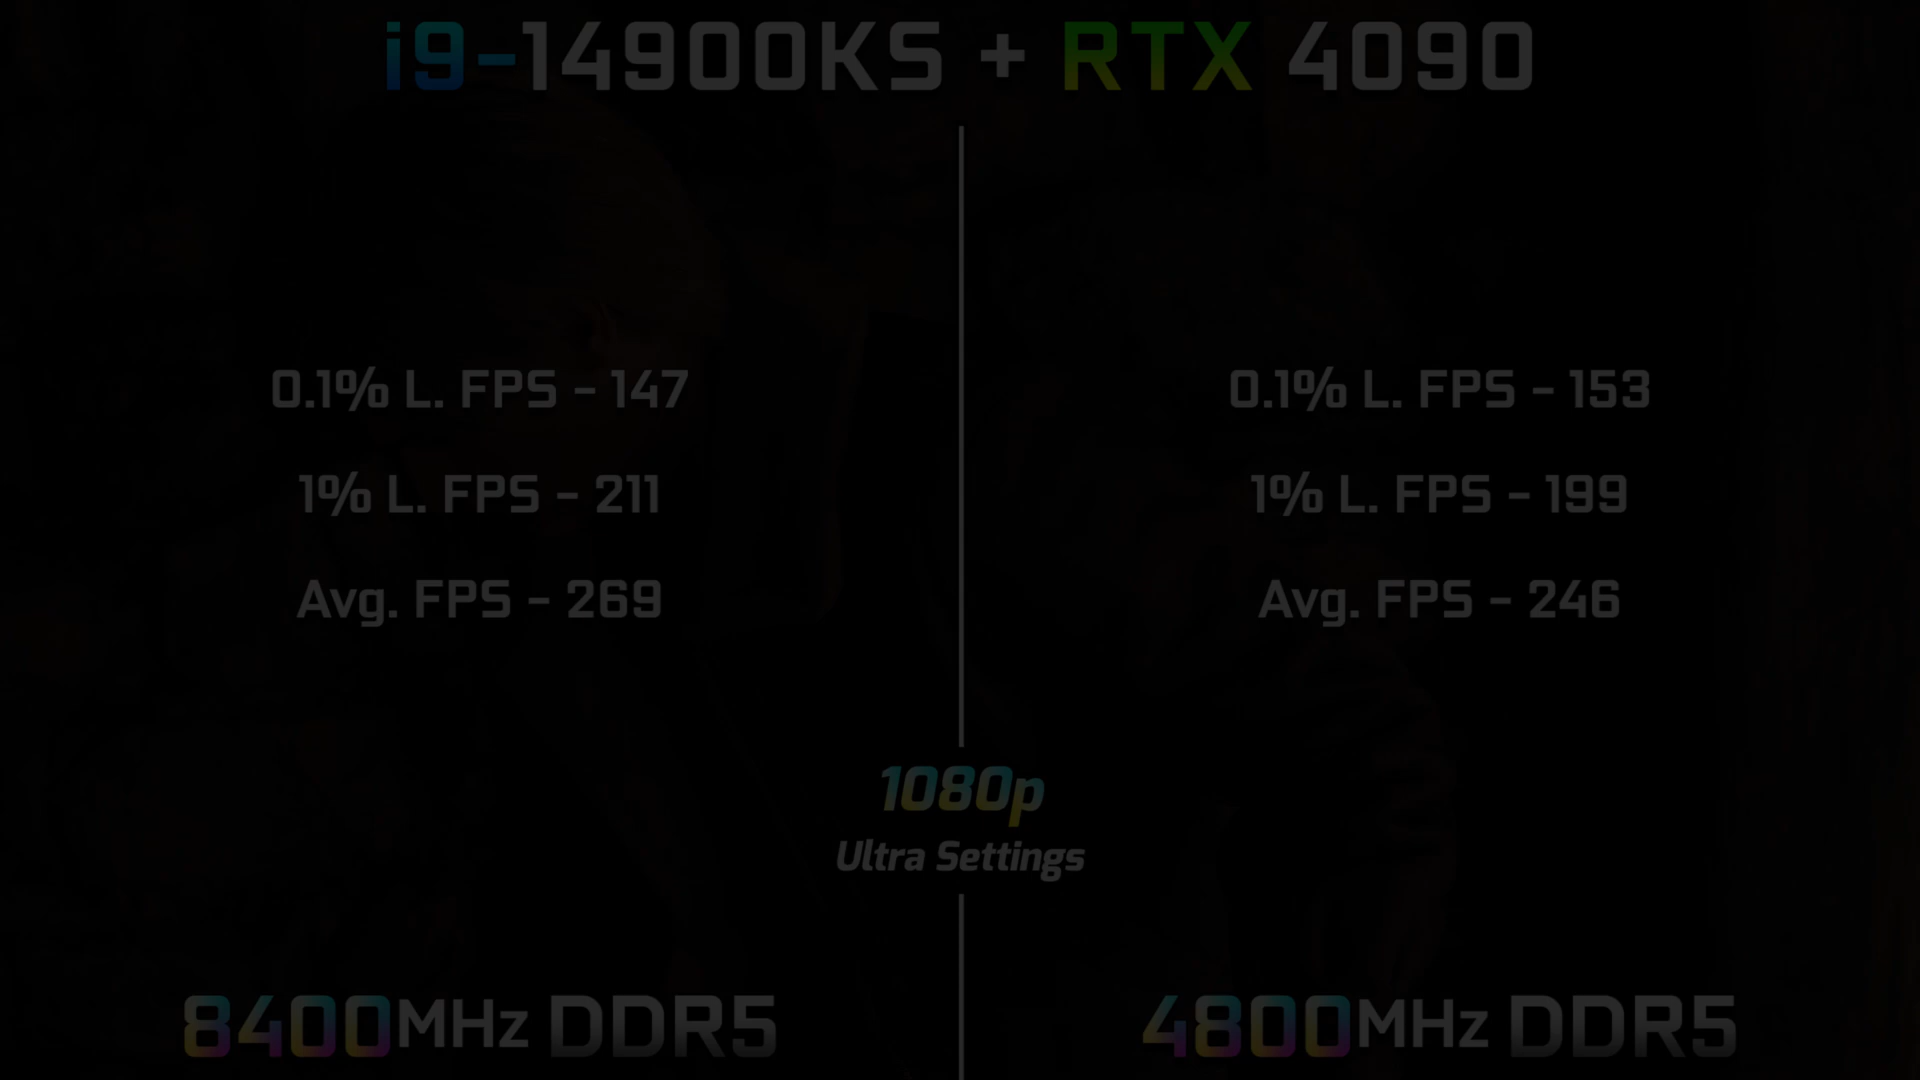 i9-14900KS + RTX 4090
0.1% L. FPS - 147
1% L. FPS - 211
Avg. FPS - 269
0.1% L. FPS - 153
1% L. FPS - 199
Avg. FPS - 246
1080p
Ultra Settings
8400MHz DDR5
4800MHz DDR5